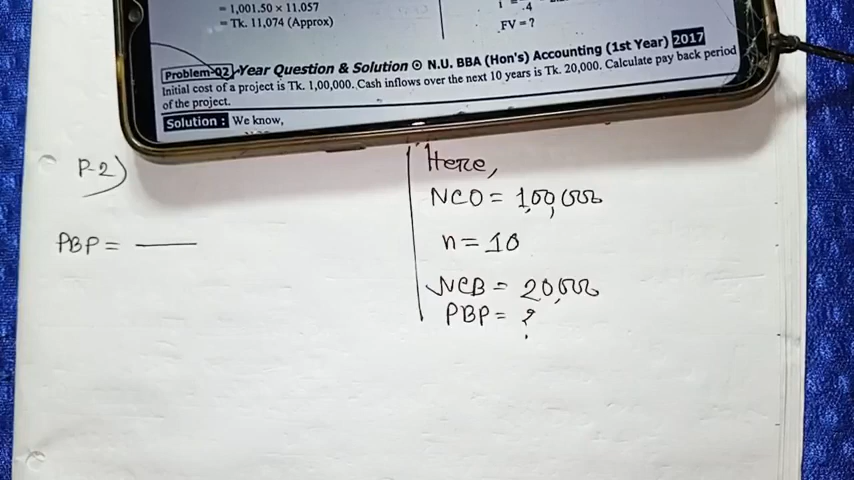 = 1,001.50 × 11.057
= Tk. 11,074 (Approx)
FV = ?
Problem-02 Year Question & Solution ⊙ N.U. BBA (Hon's) Accounting (1st Year) 2017
Initial cost of a project is Tk. 1,00,000. Cash inflows over the next 10 years is Tk. 20,000. Calculate pay back period
of the project.
Solution : We know,
P-2)
PBP =
Here,
NCO = 1,00,000
n = 10
NCB = 20,000
PBP = ?